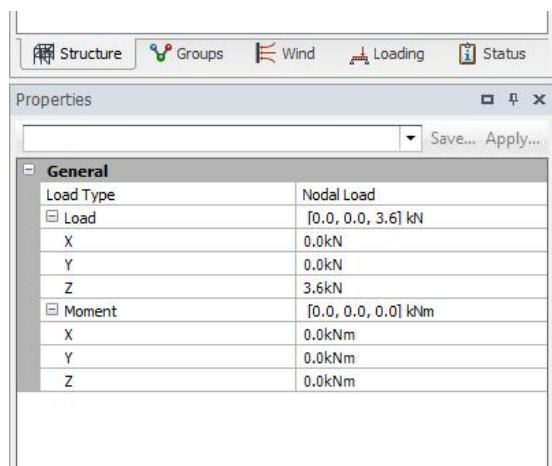 Structure Groups Wind Loading Status
Properties
Save... Apply...
General
Load Type Nodal Load
Load [0.0, 0.0, 3.6] kN
X 0.0kN
Y 0.0kN
Z 3.6kN
Moment [0.0, 0.0, 0.0] kNm
X 0.0kNm
Y 0.0kNm
Z 0.0kNm